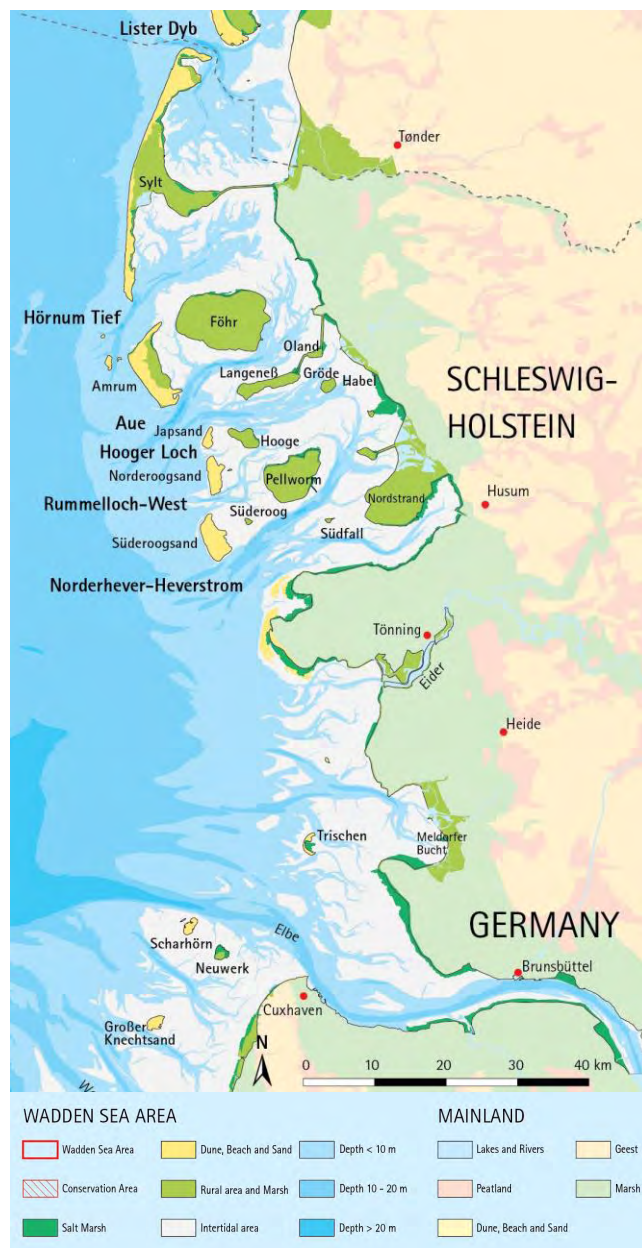 Lister Dyb
Tønder
Sylt
Hörnum Tief
Föhr
Oland
Langeneß
Gröde
Habel
Amrum
SCHLESWIG-
HOLSTEIN
Aue
Japsand
Hooge
Hooger Loch
Norderoogsand
Pellworm
Rummelloch-West
Nordstrand
Husum
Süderoog
Südfall
Süderoogsand
Norderhever-Heverstrom
Tönning
Eider
Heide
Trischen
Meldorfer
Bucht
Elbe
GERMANY
Scharhörn
Neuwerk
Brunsbüttel
Cuxhaven
Großer
Knechtsand
N
0 10 20 30 40 km
WADDEN SEA AREA
MAINLAND
Wadden Sea Area
Dune, Beach and Sand
Depth < 10 m
Lakes and Rivers
Geest
Conservation Area
Rural area and Marsh
Depth 10 - 20 m
Peatland
Marsh
Salt Marsh
Intertidal area
Depth > 20 m
Dune, Beach and Sand